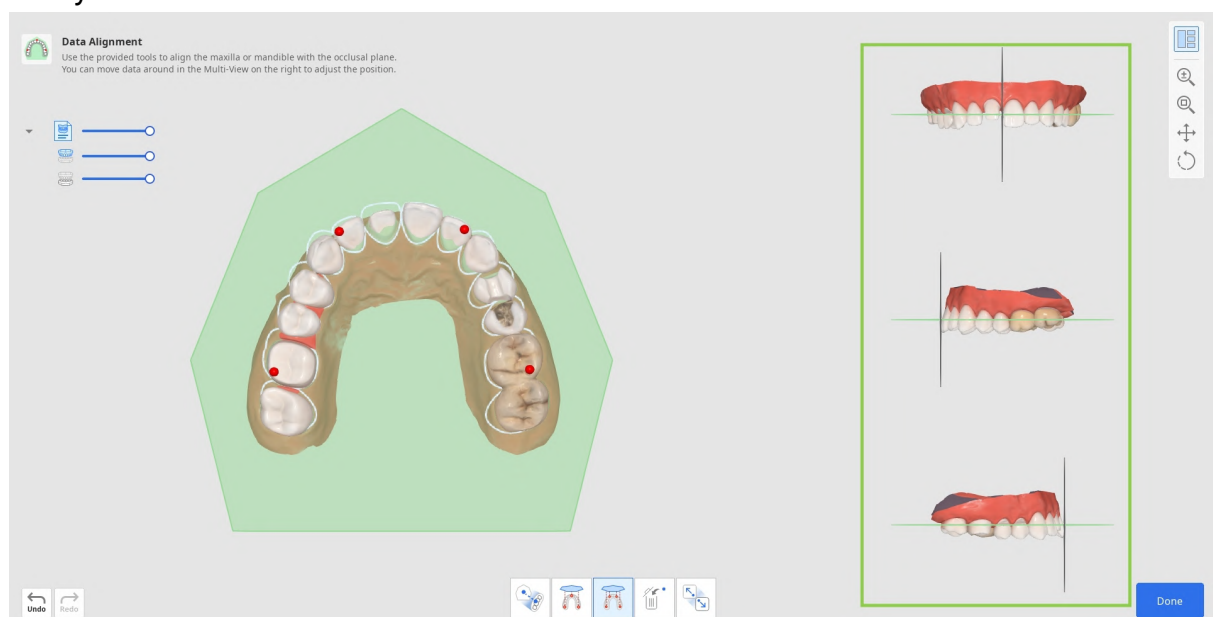 Data Alignment
Use the provided tools to align the maxilla or mandible with the occlusal plane.
You can move data around in the Multi-View on the right to adjust the position.
Undo
Redo
Done